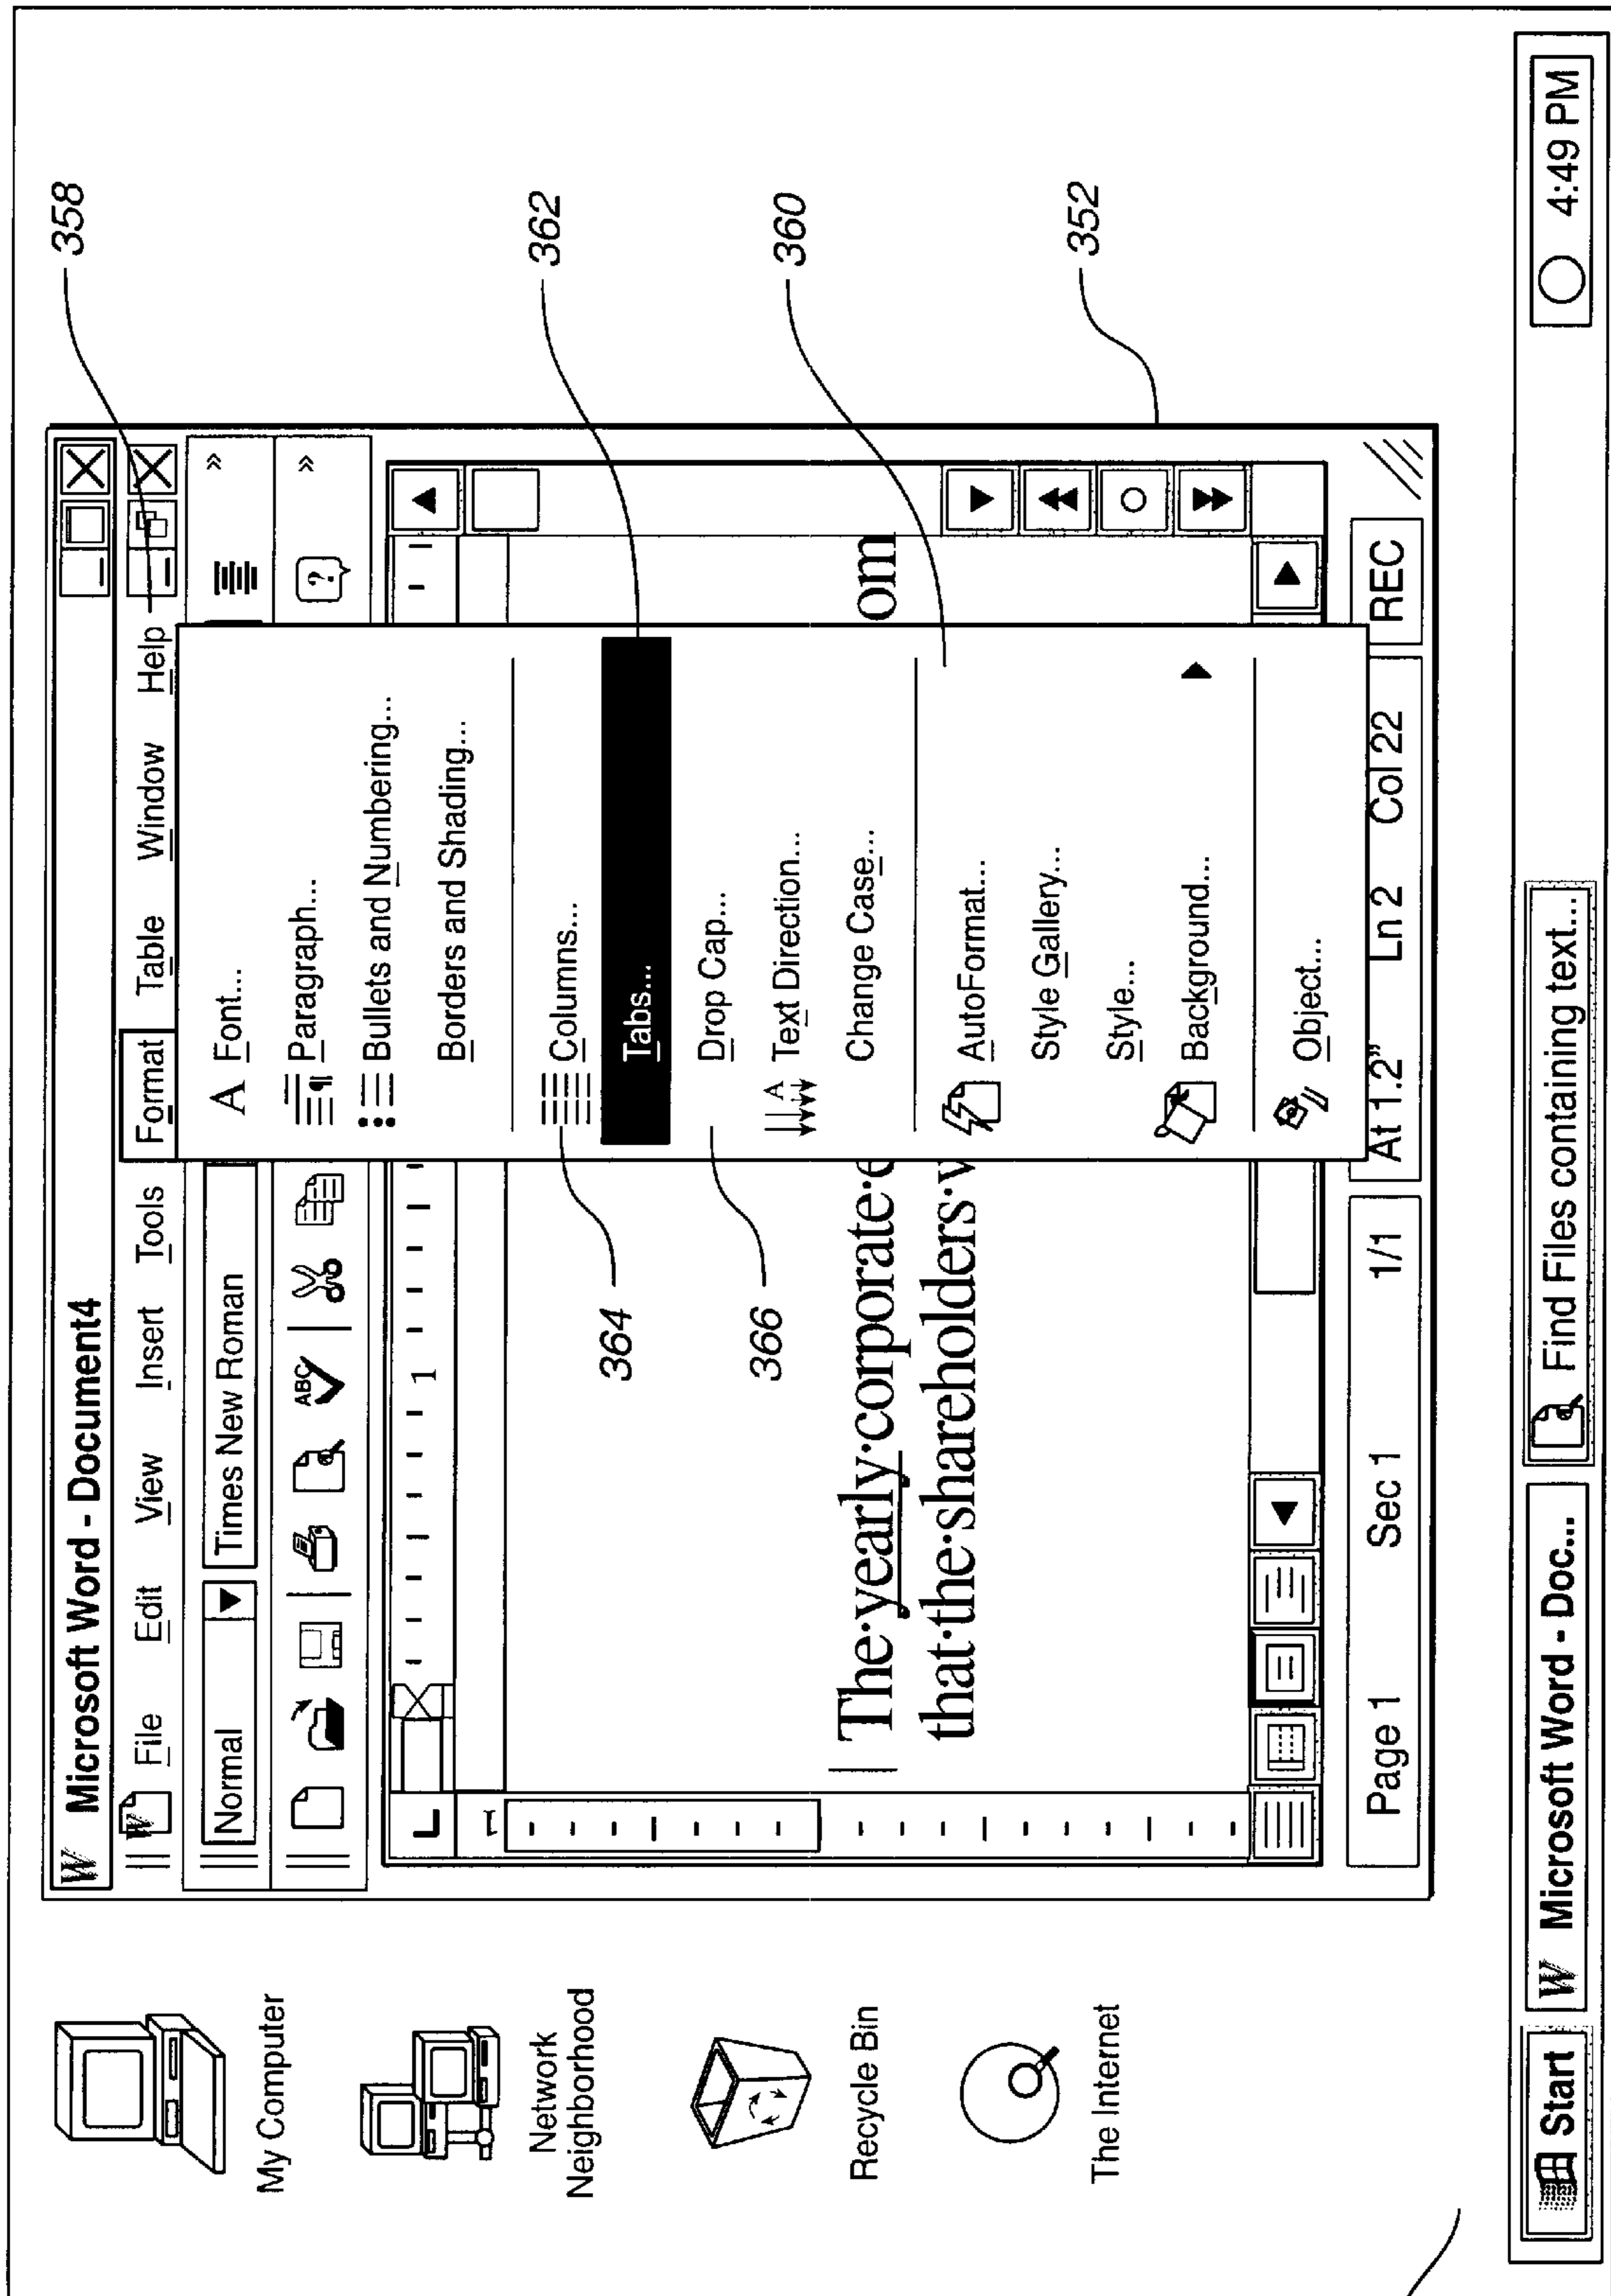 W Microsoft Word - Document4
W File Edit View Insert Tools Format Table Window Help
358
Normal Times New Roman »
ABC ? »
L 1
1
A Font...
Paragraph...
Bullets and Numbering...
Borders and Shading...
Columns...
364
Tabs...
362
Drop Cap...
366
A Text Direction...
Change Case...
AutoFormat...
Style Gallery...
Style...
Background...
Object...
360
The·yearly·corporate·e om
that·the·shareholders·v
352
Page 1 Sec 1 1/1 At 1.2” Ln 2 Col 22 REC
My Computer
Network
Neighborhood
Recycle Bin
The Internet
Start W Microsoft Word - Doc... Find Files containing text... 4:49 PM